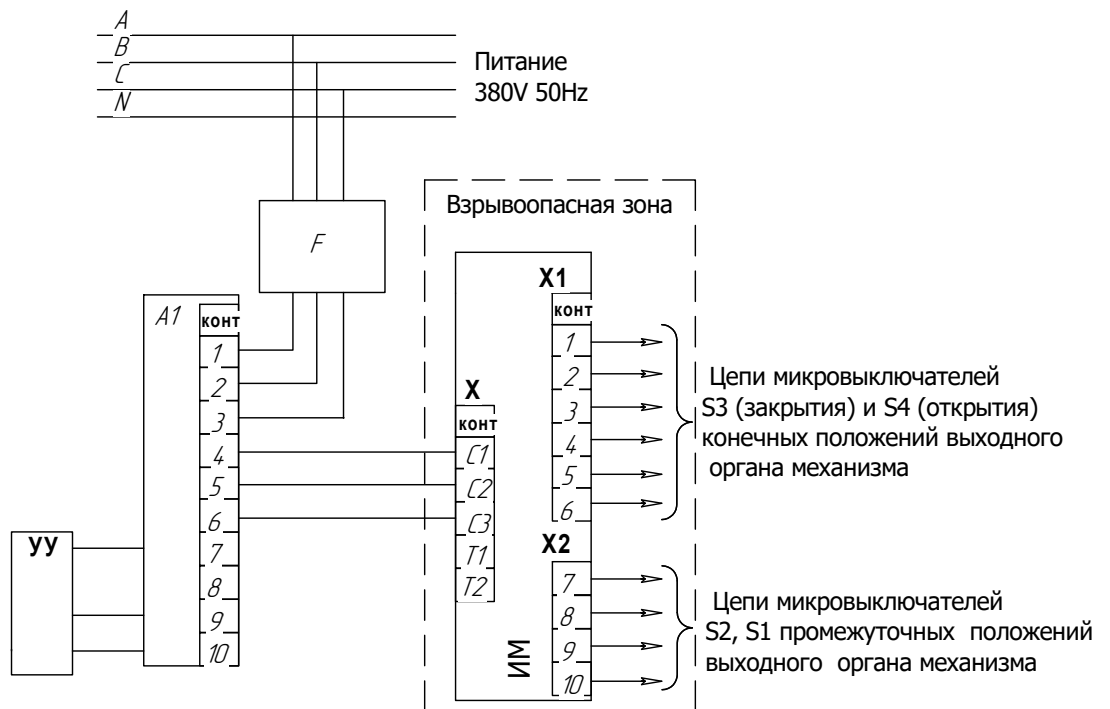 A
B
C
N
Питание
380V 50Hz
Взрывоопасная зона
F
X1
A1
конт
1
2
3
4
5
6
7
8
9
10
УУ
X
конт
C1
C2
C3
T1
T2
конт
1
2
3
4
5
6
X2
7
8
9
10
ИМ
Цепи микровыключателей
S3 (закрытия) и S4 (открытия)
конечных положений выходного
органа механизма
Цепи микровыключателей
S2, S1 промежуточных положений
выходного органа механизма